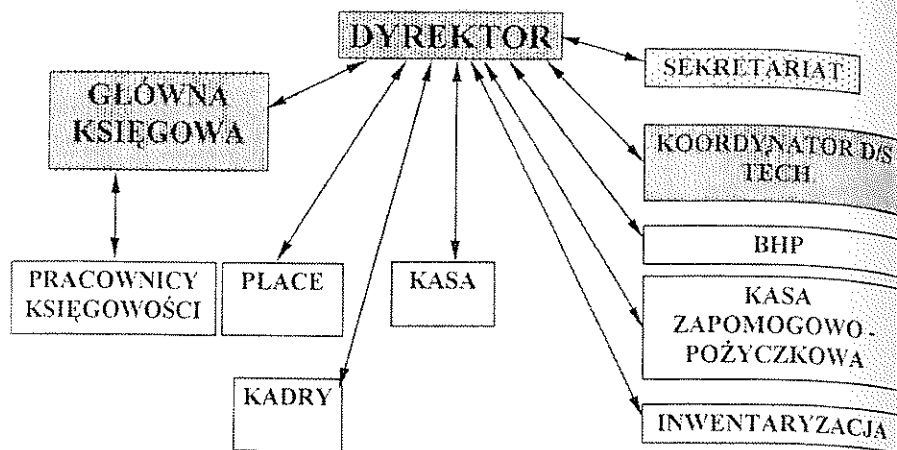 DYREKTOR
SEKRETARIAT
GŁÓWNA
KSIĘGOWA
KOORDYNATOR D/S
TECH.
BHP
PRACOWNICY
KSIĘGOWOŚCI
PŁACE
KASA
KASA
ZAPOMOGOWO -
POŻYCZKOWA
KADRY
INWENTARYZACJA